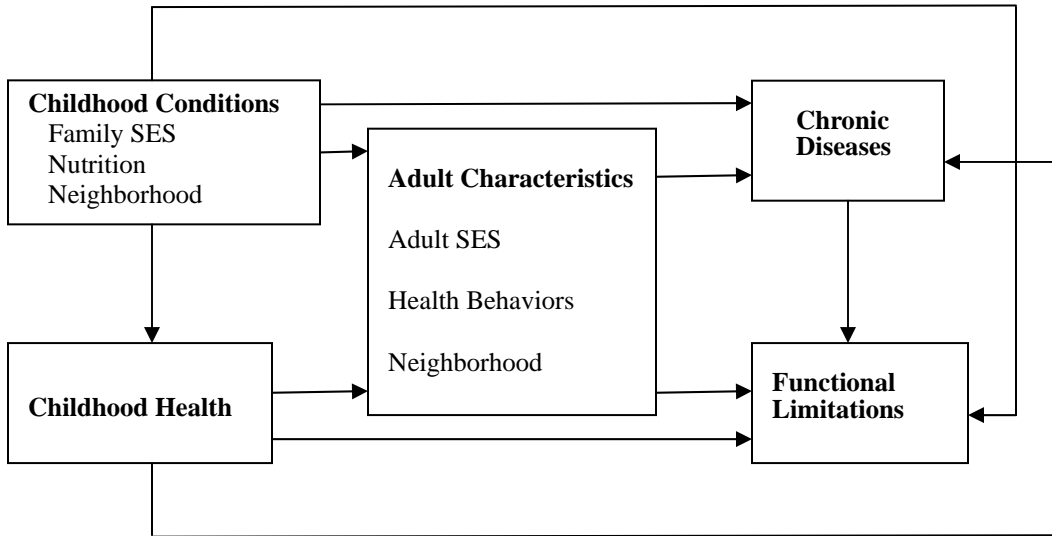 Childhood Conditions
Family SES
Nutrition
Neighborhood
Chronic
Diseases
Adult Characteristics
Adult SES
Health Behaviors
Neighborhood
Childhood Health
Functional
Limitations